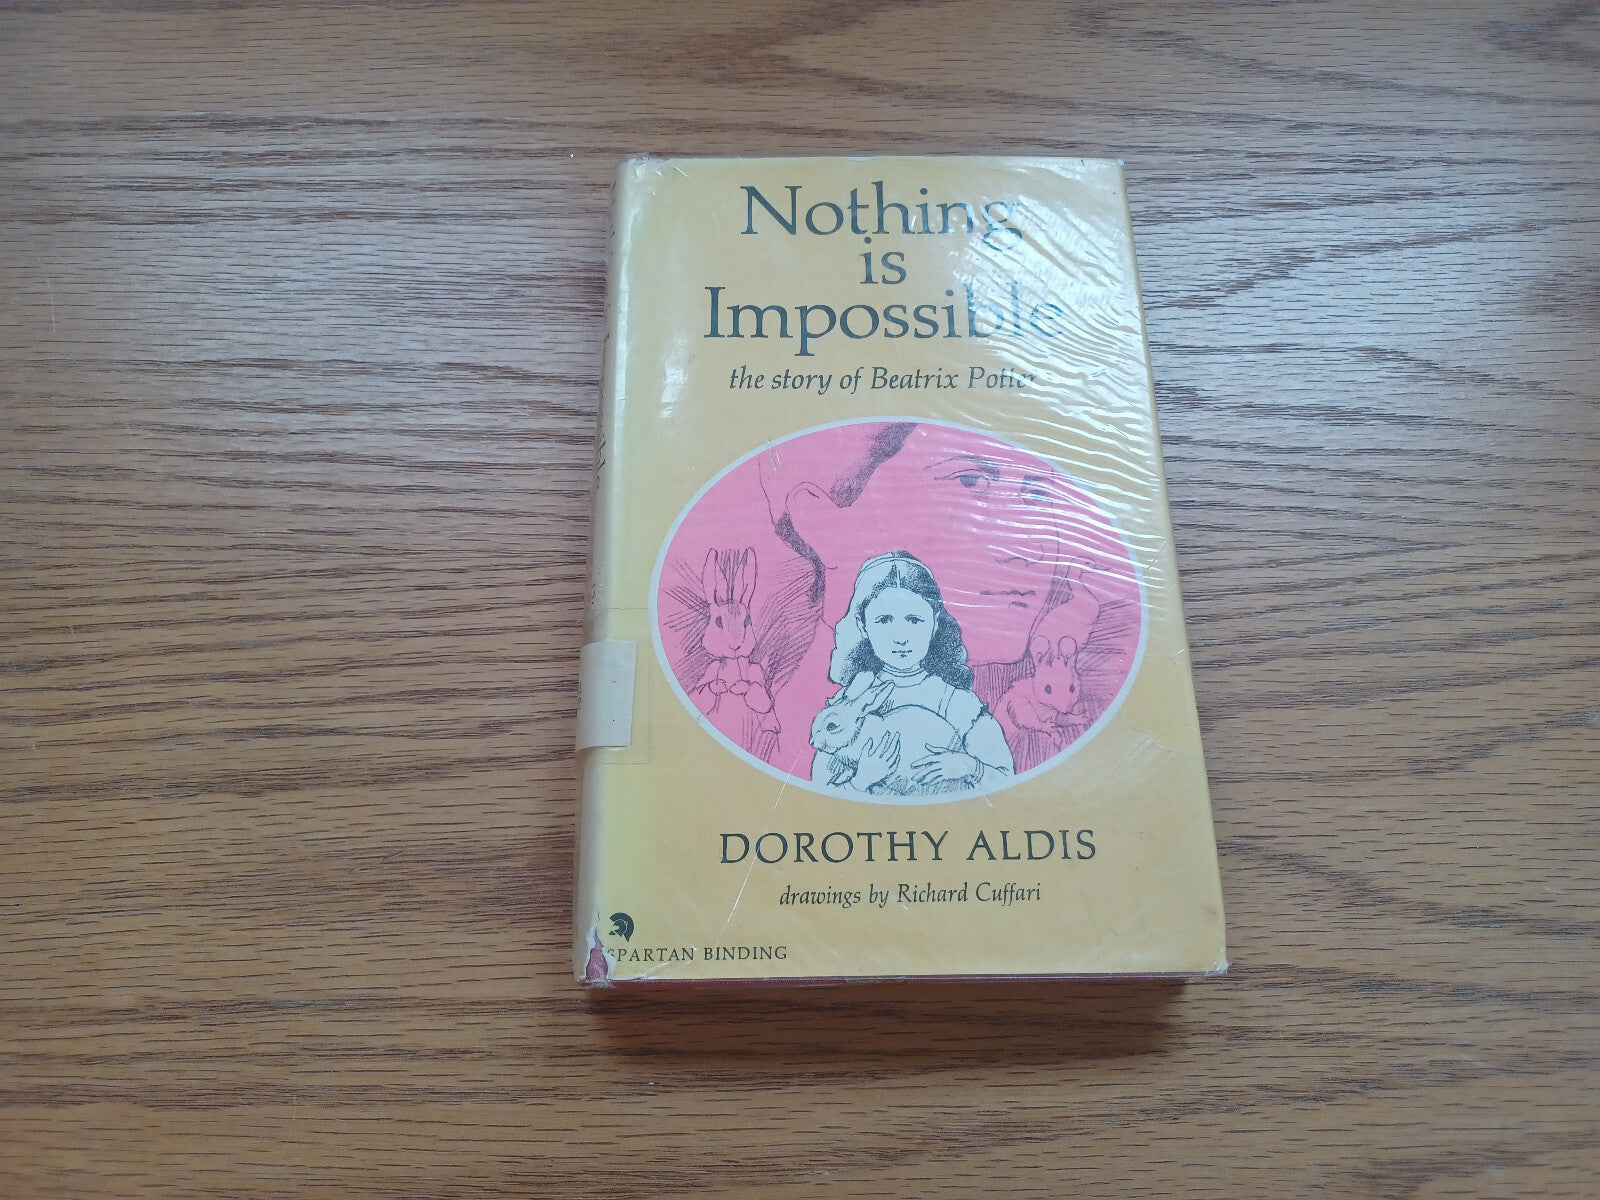 Nothing
is
Impossible
the story of Beatrix Potter
DOROTHY ALDIS
drawings by Richard Cuffari
SPARTAN BINDING